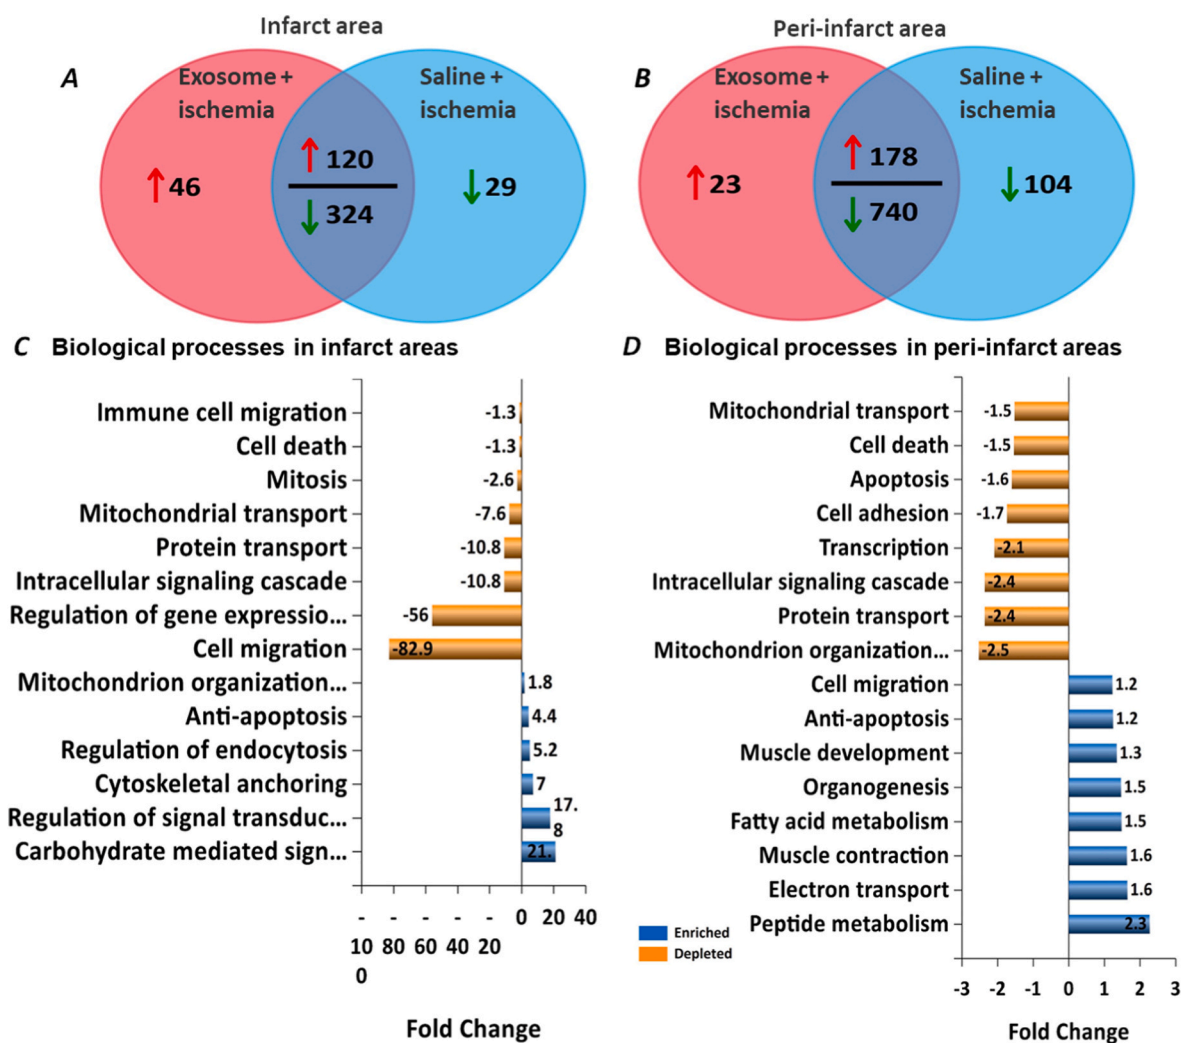 Infarct area
A
Exosome +
ischemia
Saline +
ischemia
↑ 46
↑ 120
↓ 324
↓ 29
Peri-infarct area
B
Exosome +
ischemia
Saline +
ischemia
↑ 23
↑ 178
↓ 740
↓ 104
C Biological processes in infarct areas
Immune cell migration -1.3
Cell death -1.3
Mitosis -2.6
Mitochondrial transport -7.6
Protein transport -10.8
Intracellular signaling cascade -10.8
Regulation of gene expressio... -56
Cell migration -82.9
Mitochondrion organization... 1.8
Anti-apoptosis 4.4
Regulation of endocytosis 5.2
Cytoskeletal anchoring 7
Regulation of signal transduc... 17.
8
Carbohydrate mediated sign... 21.
- - - - - 0 20 40
10 80 60 40 20
0
Fold Change
D Biological processes in peri-infarct areas
Mitochondrial transport -1.5
Cell death -1.5
Apoptosis -1.6
Cell adhesion -1.7
Transcription -2.1
Intracellular signaling cascade -2.4
Protein transport -2.4
Mitochondrion organization... -2.5
Cell migration 1.2
Anti-apoptosis 1.2
Muscle development 1.3
Organogenesis 1.5
Fatty acid metabolism 1.5
Muscle contraction 1.6
Electron transport 1.6
Peptide metabolism 2.3
Enriched
Depleted
-3 -2 -1 0 1 2 3
Fold Change